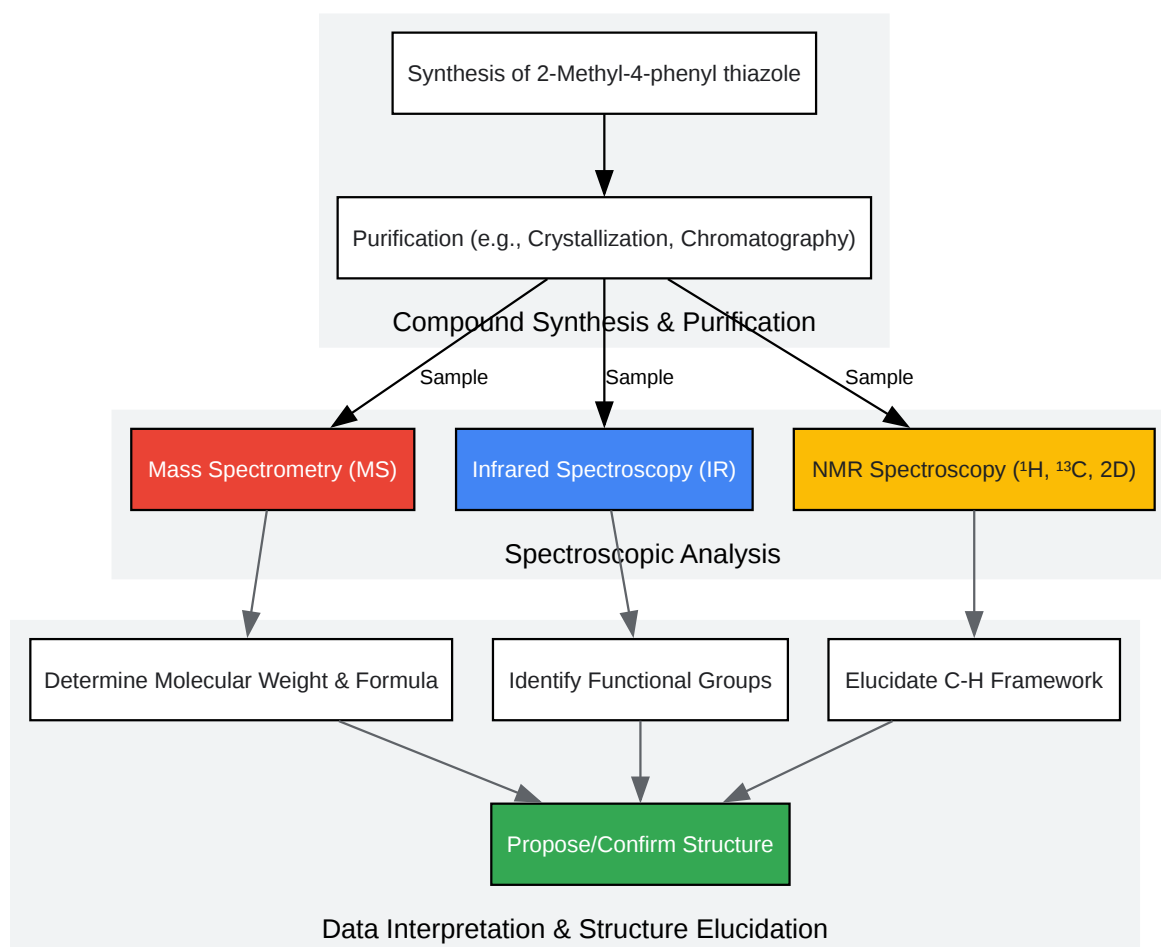 Synthesis of 2-Methyl-4-phenyl thiazole
Purification (e.g., Crystallization, Chromatography)
Compound Synthesis & Purification
Sample
Sample
Sample
Mass Spectrometry (MS)
Infrared Spectroscopy (IR)
NMR Spectroscopy (¹H, ¹³C, 2D)
Spectroscopic Analysis
Determine Molecular Weight & Formula
Identify Functional Groups
Elucidate C-H Framework
Propose/Confirm Structure
Data Interpretation & Structure Elucidation